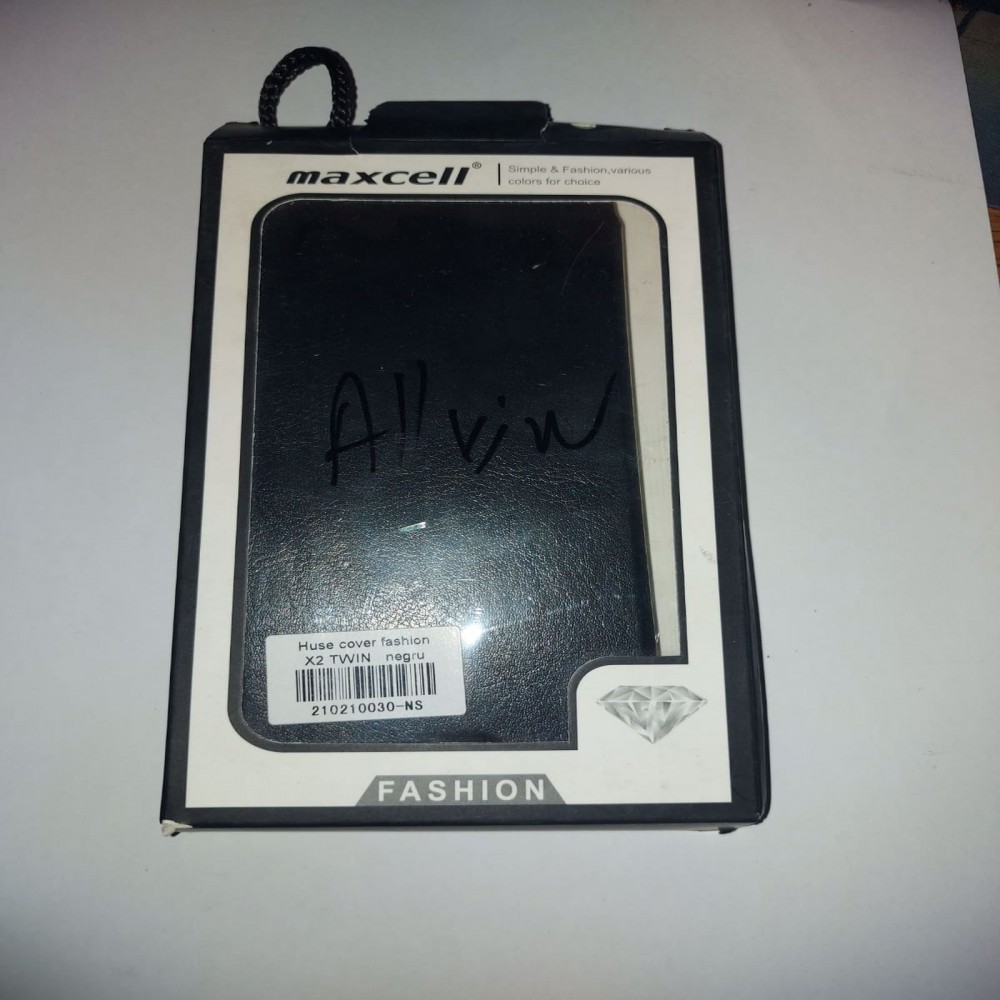 maxcell®
Simple & Fashion,various
colors for choice
Allview
Huse cover fashion
X2 TWIN negru
210210030-NS
FASHION